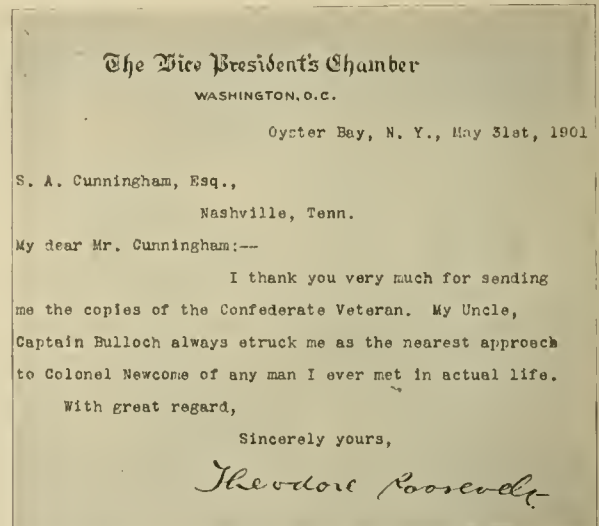 The Vice President's Chamber
WASHINGTON, D.C.
Oyster Bay, N. Y., May 31st, 1901
S. A. Cunningham, Esq.,
Nashville, Tenn.
My dear Mr. Cunningham:--
I thank you very much for sending
me the copies of the Confederate Veteran. My Uncle,
Captain Bulloch always struck me as the nearest approach
to Colonel Newcome of any man I ever met in actual life.
With great regard,
Sincerely yours,
Theodore Roosevelt